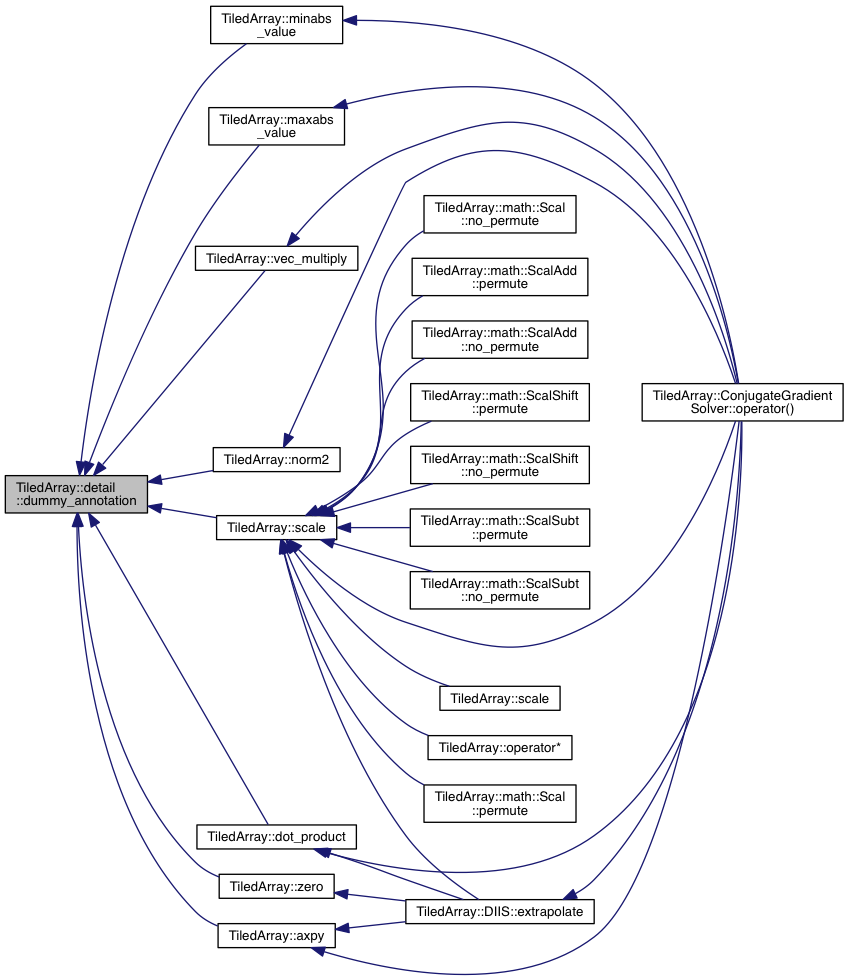 TiledArray::minabs
_value
TiledArray::maxabs
_value
TiledArray::math::Scal
::no_permute
TiledArray::vec_multiply
TiledArray::math::ScalAdd
::permute
TiledArray::math::ScalAdd
::no_permute
TiledArray::math::ScalShift
::permute
TiledArray::ConjugateGradient
Solver::operator()
TiledArray::norm2
TiledArray::math::ScalShift
::no_permute
TiledArray::detail
::dummy_annotation
TiledArray::scale
TiledArray::math::ScalSubt
::permute
TiledArray::math::ScalSubt
::no_permute
TiledArray::scale
TiledArray::operator*
TiledArray::math::Scal
::permute
TiledArray::dot_product
TiledArray::zero
TiledArray::DIIS::extrapolate
TiledArray::axpy